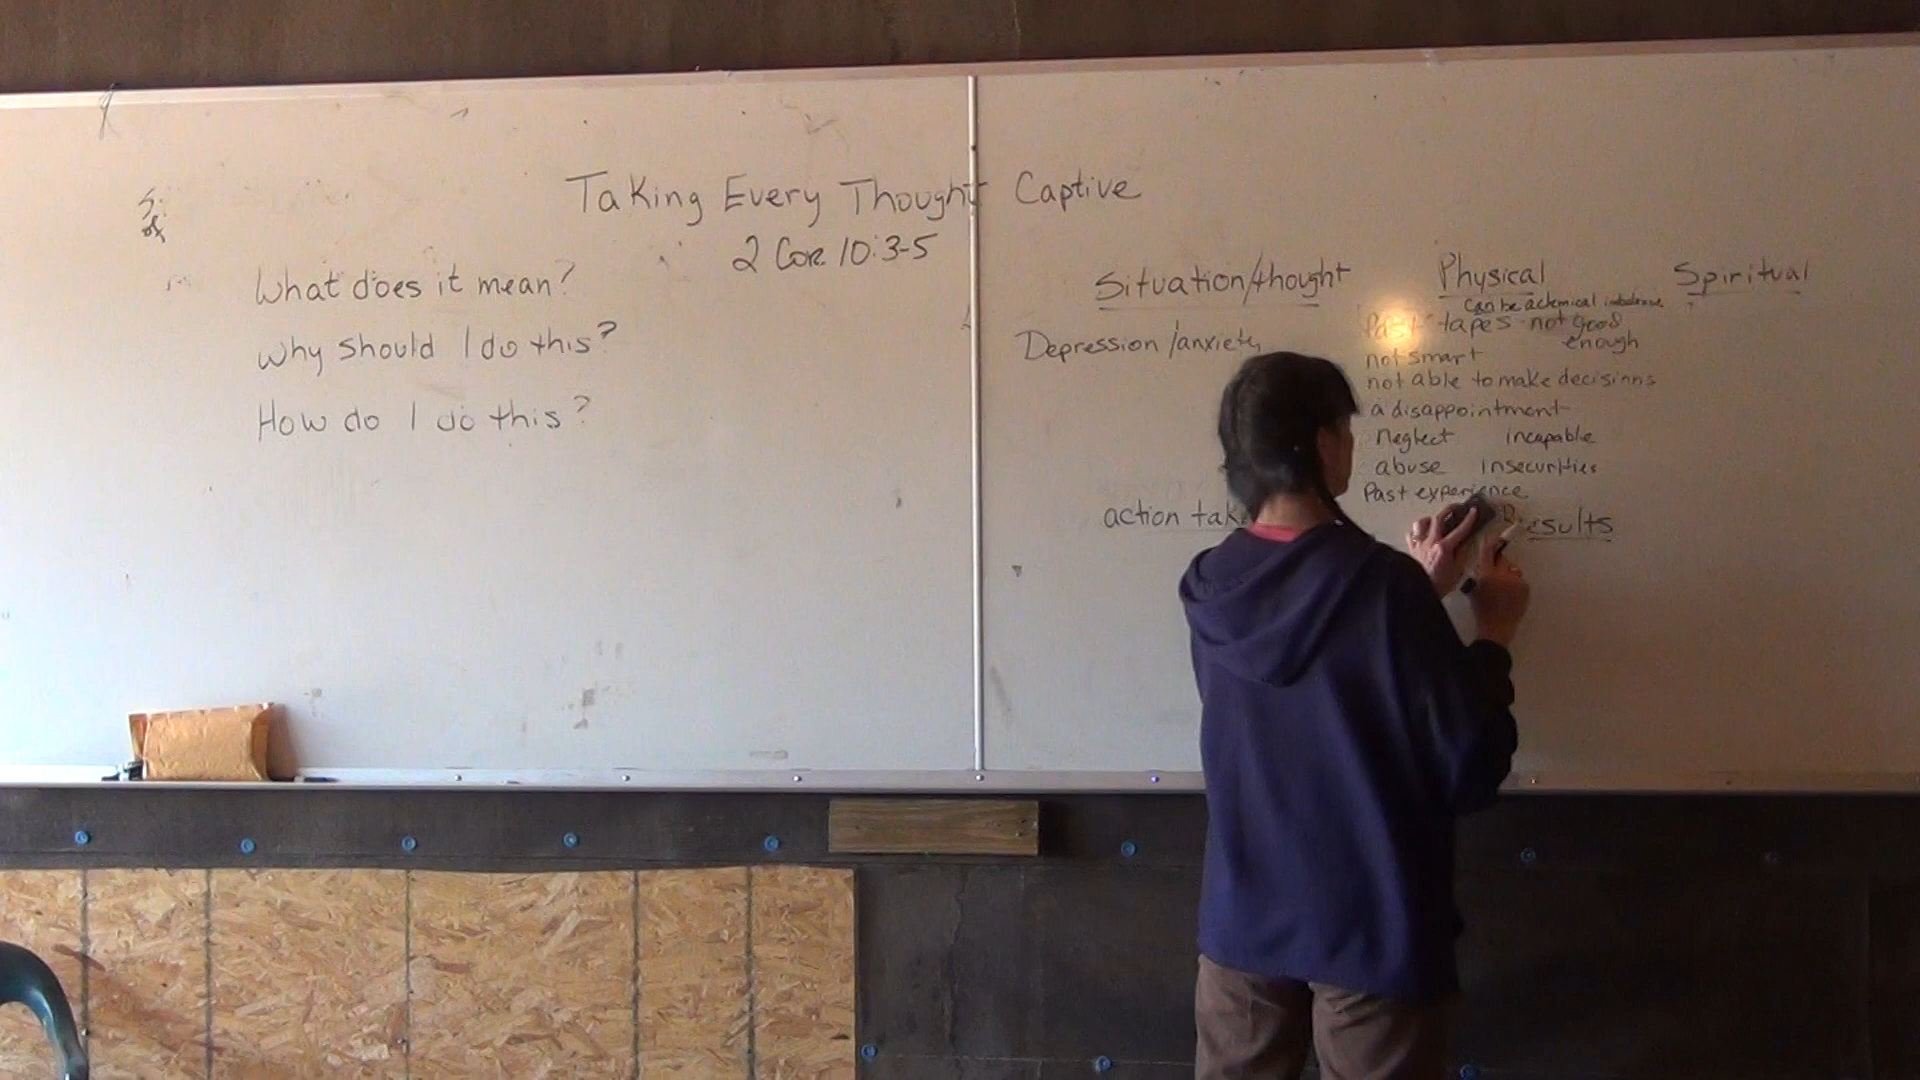 Taking Every Thought Captive
2 Cor. 10:3-5
What does it mean?
Why should I do this?
How do I do this?
Situation/thought Physical Spiritual
can be a chemical imbalance
Depression/anxiety
Past tapes - not good
enough
not smart
not able to make decisions
a disappointment
neglect incapable
abuse insecurities
Past experience
action Results